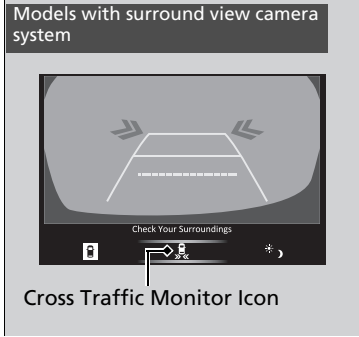 Models with surround view camera
system
Check Your Surroundings
Cross Traffic Monitor Icon